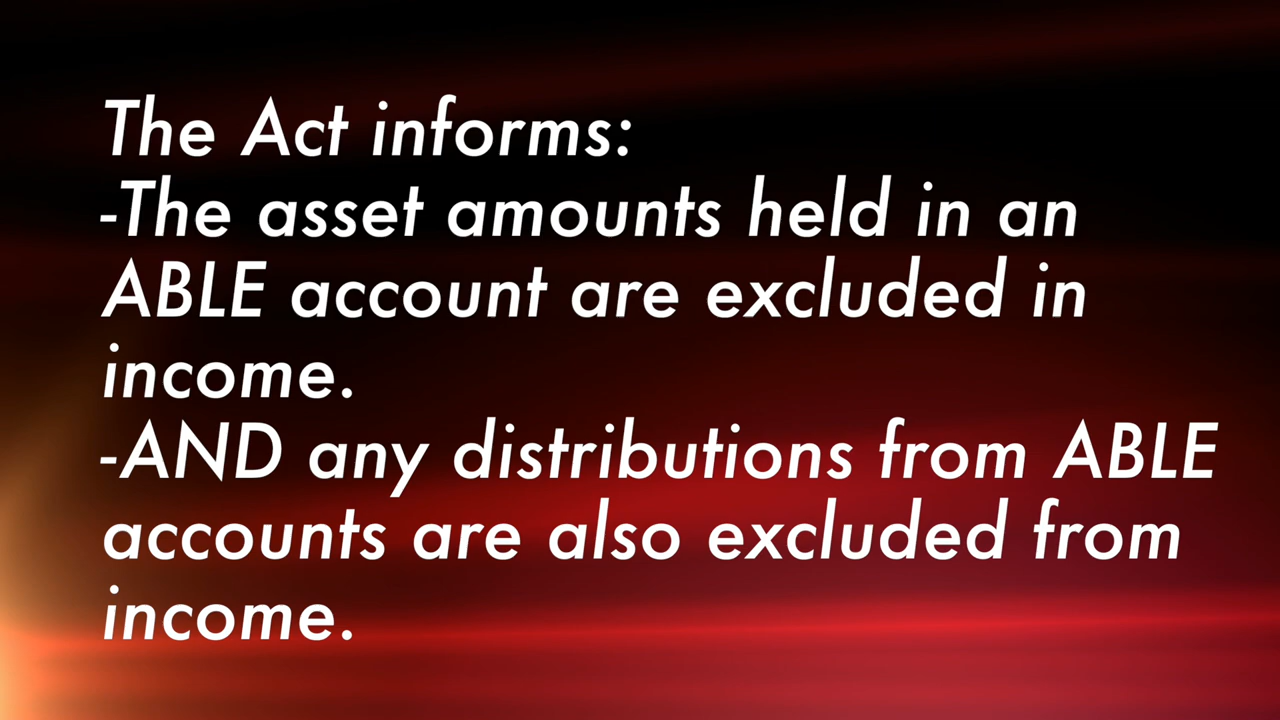 The Act informs:
-The asset amounts held in an
ABLE account are excluded in
income.
-AND any distributions from ABLE
accounts are also excluded from
income.